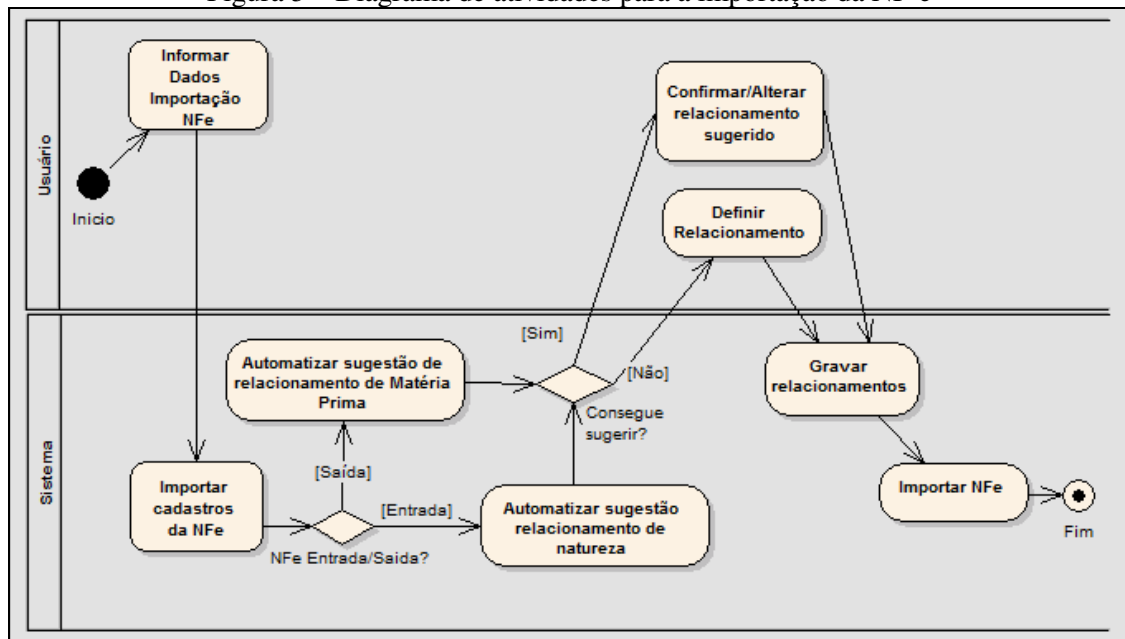 Figura 5 – Diagrama de atividades para a importação da NF-e
Usuário
Informar
Dados
Importação
NFe
Inicio
Confirmar/Alterar
relacionamento
sugerido
Definir
Relacionamento
Sistema
[Sim]
[Não]
Automatizar sugestão de
relacionamento de Matéria
Prima
Consegue
sugerir?
Gravar
relacionamentos
Importar
cadastros
da NFe
[Saída]
[Entrada]
NFe Entrada/Saida?
Automatizar sugestão
relacionamento de
natureza
Importar NFe
Fim